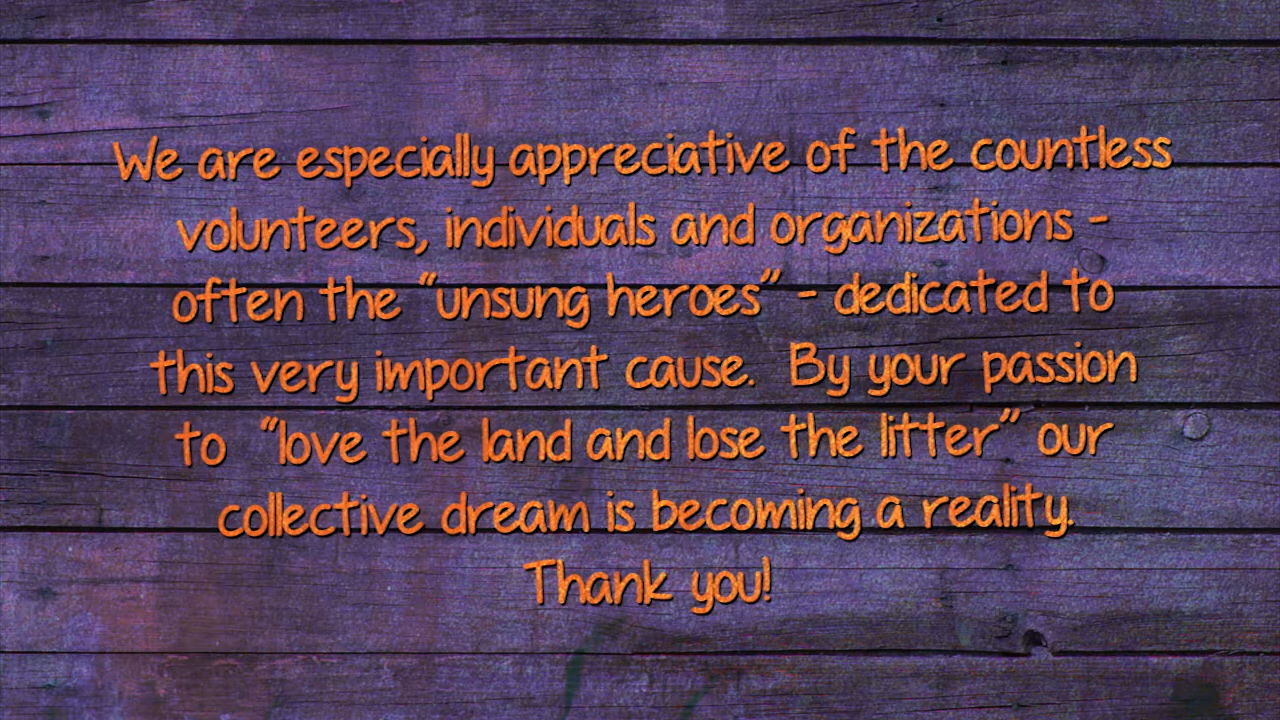 We are especially appreciative of the countless
volunteers, individuals and organizations -
often the “unsung heroes” - dedicated to
this very important cause.  By your passion
to  “love the land and lose the litter” our
collective dream is becoming a reality.
Thank you!